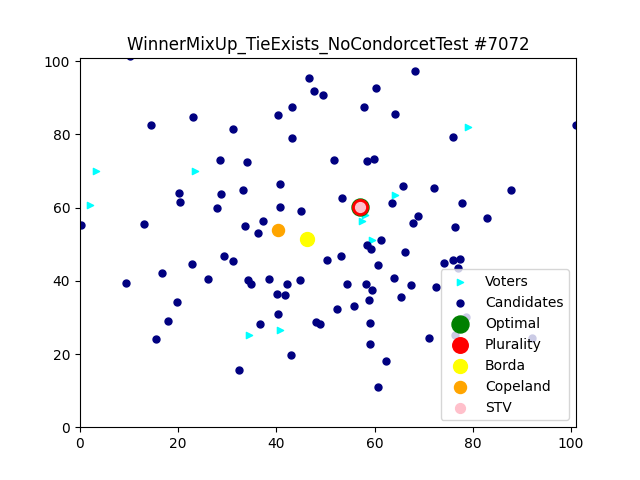 WinnerMixUp_TieExists_NoCondorcetTest #7072
100
80
60
40
20
0
0
20
40
60
80
100
Voters
Candidates
Optimal
Plurality
Borda
Copeland
STV